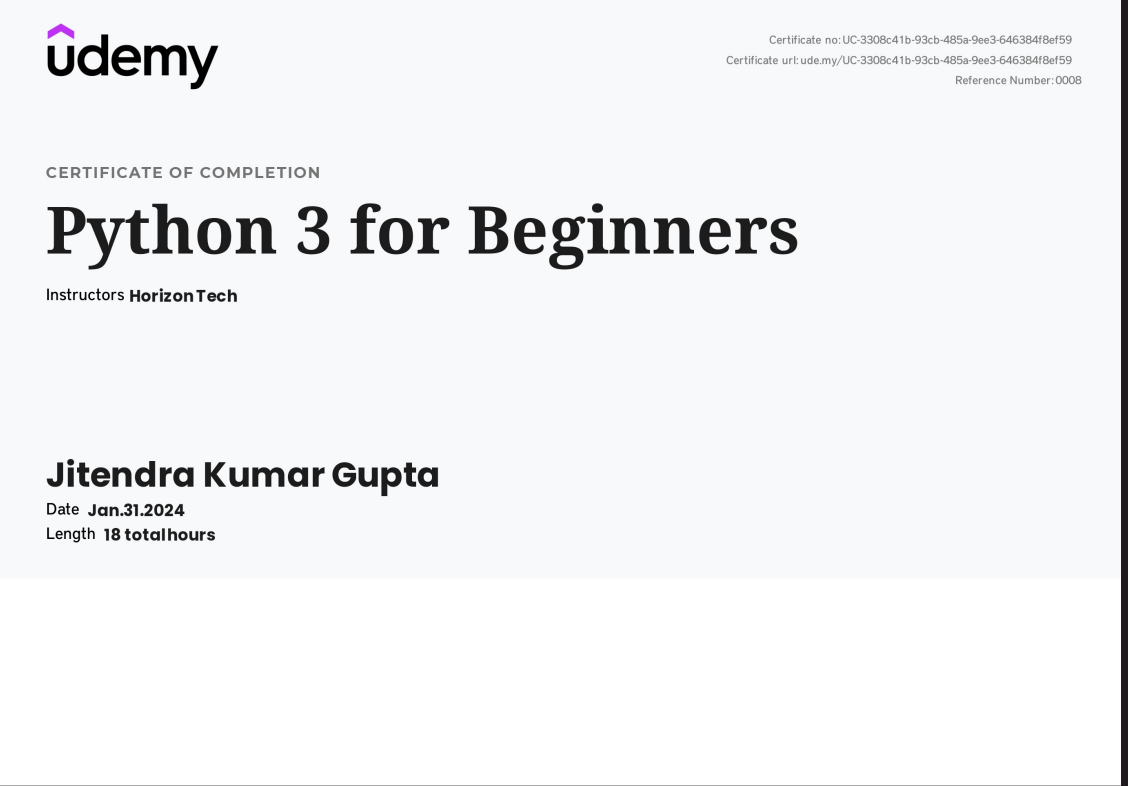 udemy
Certificate no: UC-3308c41b-93cb-485a-9ee3-646384f8ef59
Certificate url: ude.my/UC-3308c41b-93cb-485a-9ee3-646384f8ef59
Reference Number: 0008
CERTIFICATE OF COMPLETION
Python 3 for Beginners
Instructors Horizon Tech
Jitendra Kumar Gupta
Date Jan.31.2024
Length 18 total hours